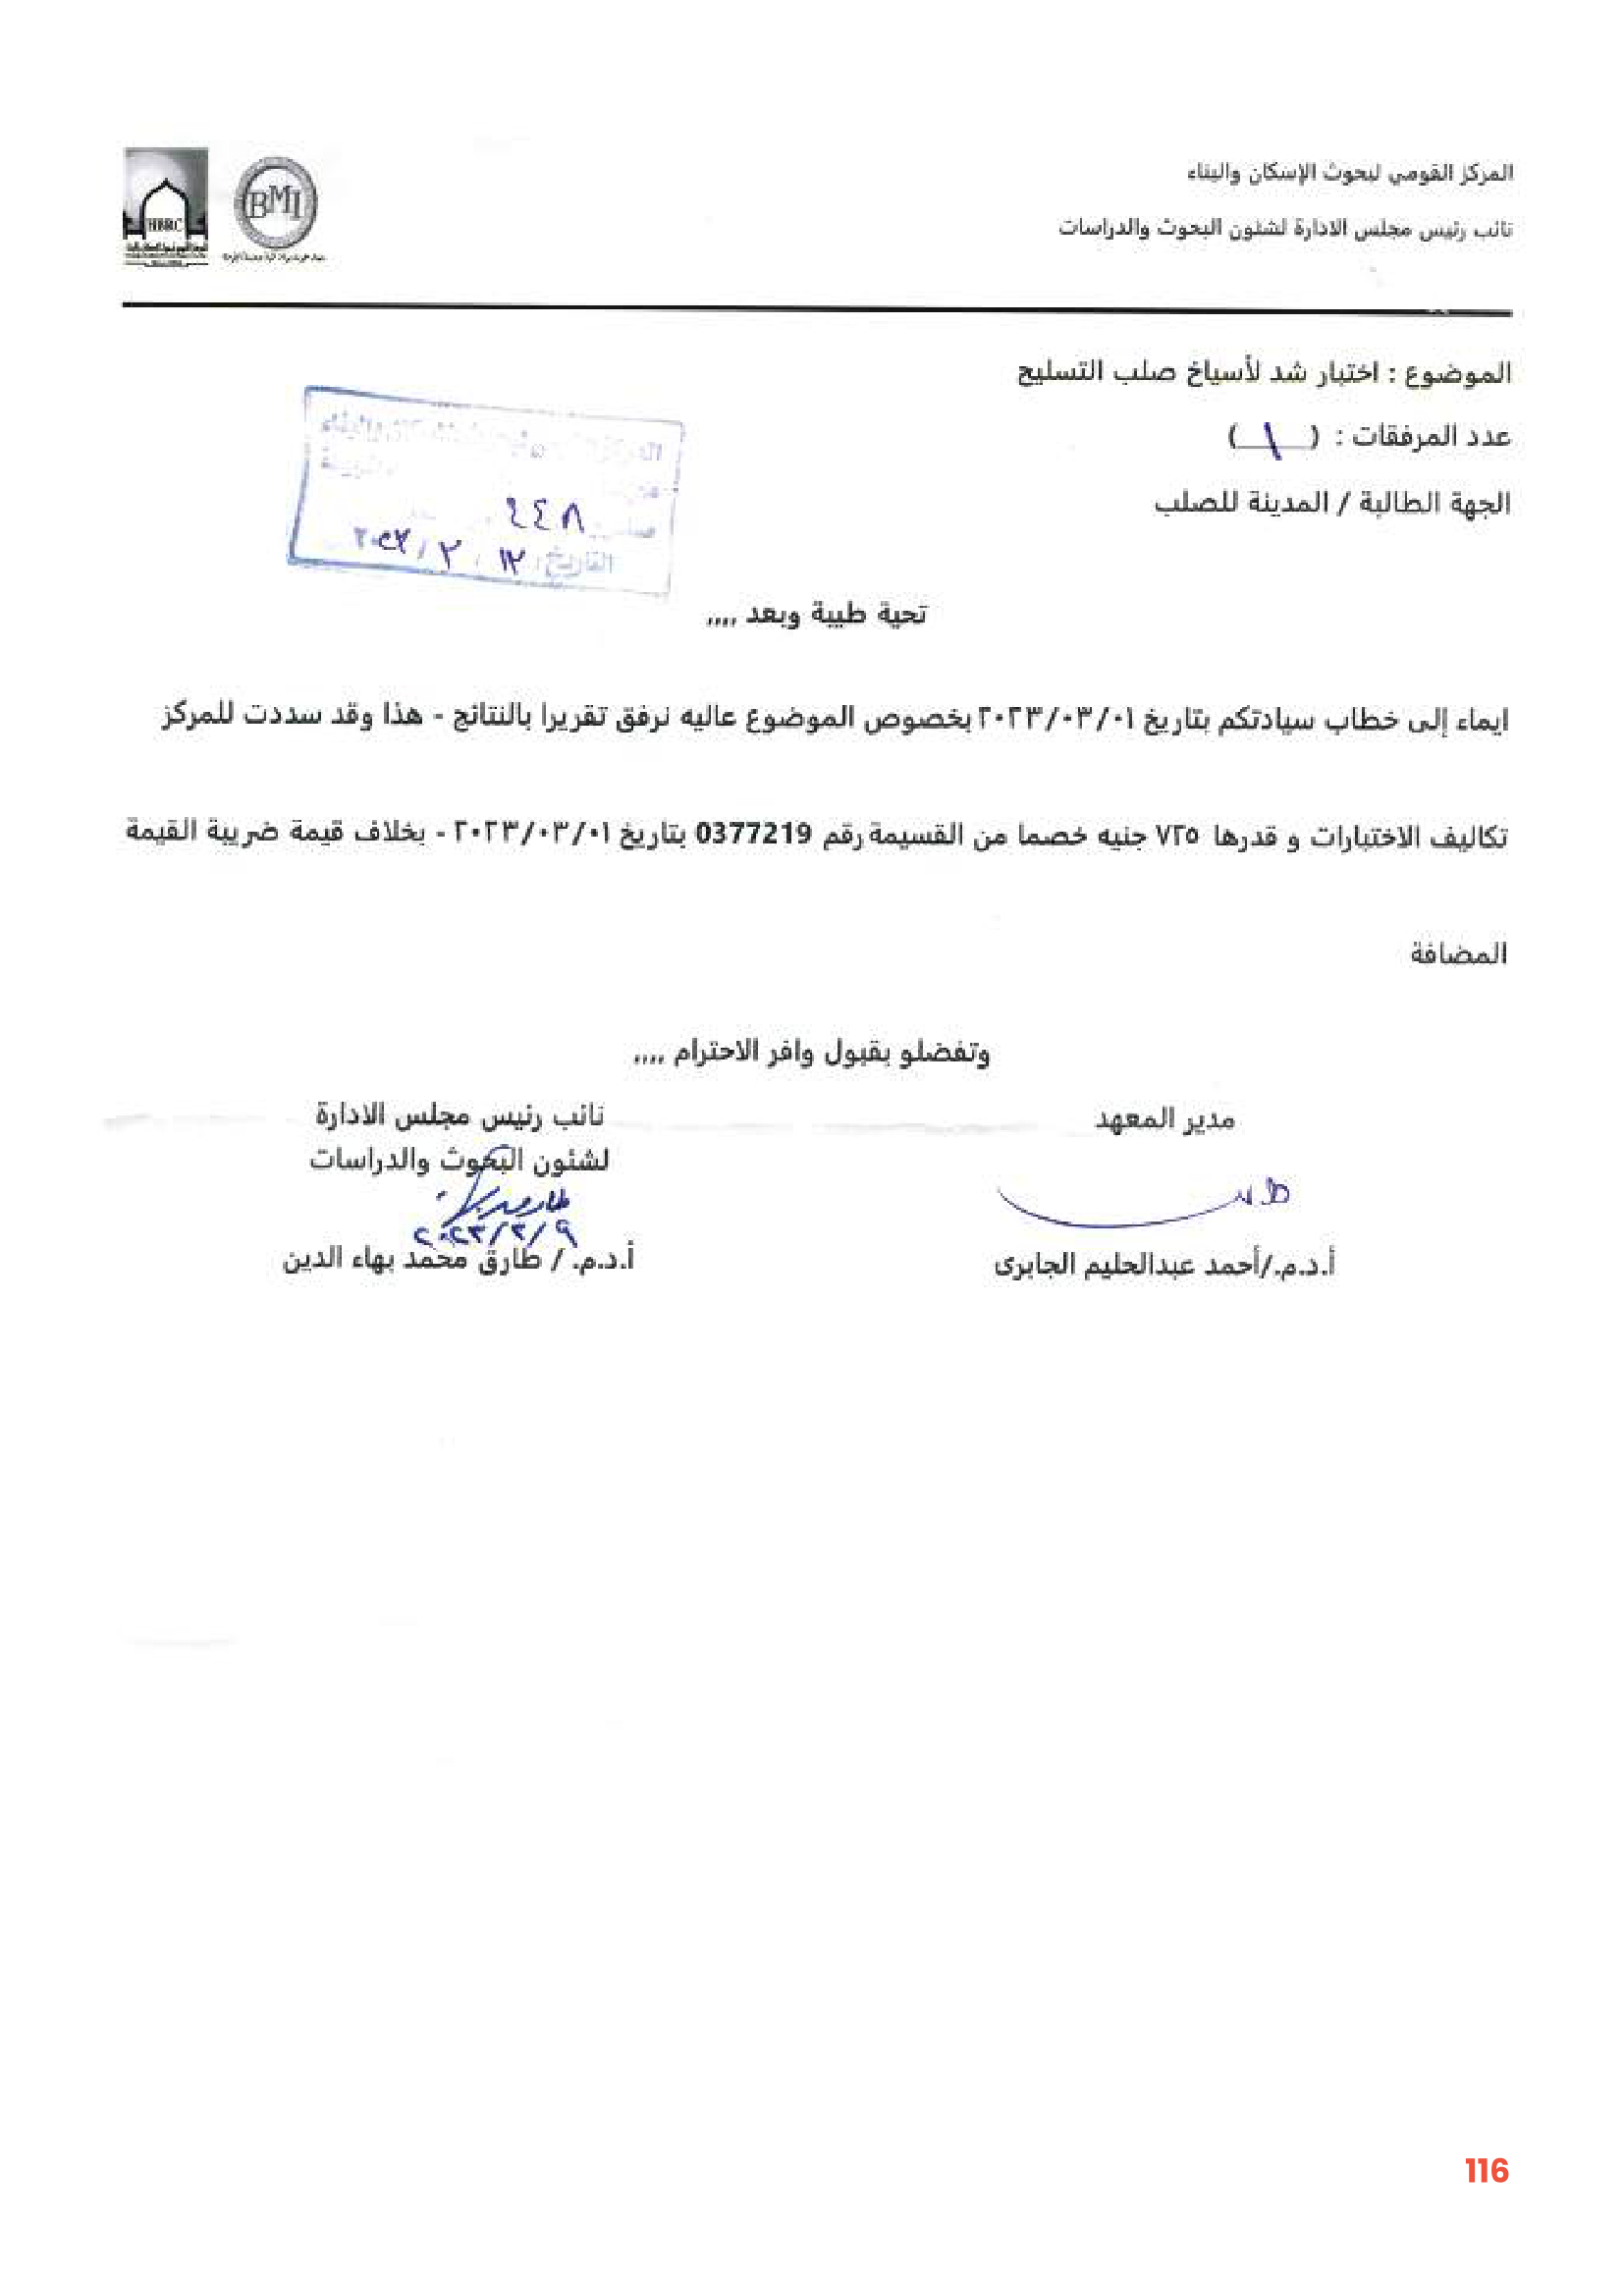 المركز القومي لبحوث الإسكان والبناء
نائب رئيس مجلس الادارة لشئون البحوث والدراسات
BMI
HBRC
الموضوع : اختبار شد لأسياخ صلب التسليح
عدد المرفقات : (١)
الجهة الطالبة / المدينة للصلب
٤٤٨
التاريخ
تحية طيبة وبعد ,,,,
ايماء إلى خطاب سيادتكم بتاريخ ٢٠٢٣/٠٣/٠١ بخصوص الموضوع عاليه نرفق تقريرا بالنتائج - هذا وقد سددت للمركز
تكاليف الاختبارات و قدرها ٧٢٥ جنيه خصما من القسيمة رقم 0377219 بتاريخ ٢٠٢٣/٠٣/٠١ - بخلاف قيمة ضريبة القيمة
المضافة
وتفضلو بقبول وافر الاحترام ,,,,
مدير المعهد
أ.د.م./أحمد عبدالحليم الجابرى
نائب رئيس مجلس الادارة
لشئون البحوث والدراسات
٢٠٢٣/٣/٩
أ.د.م. / طارق محمد بهاء الدين
116